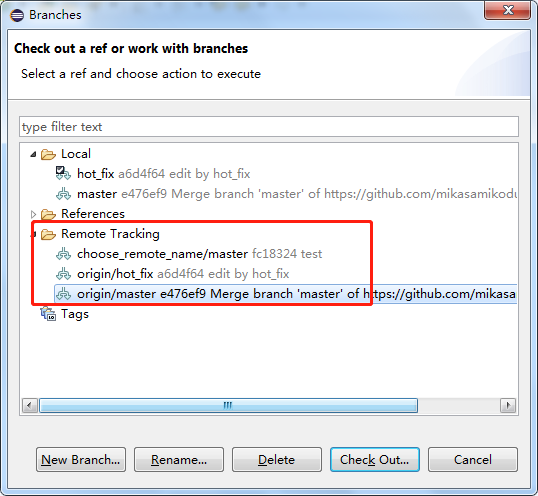 Branches
Check out a ref or work with branches
Select a ref and choose action to execute
type filter text
Local
hot_fix a6d4f64 edit by hot_fix
master e476ef9 Merge branch 'master' of https://github.com/mikasamikodu
References
Remote Tracking
choose_remote_name/master fc18324 test
origin/hot_fix a6d4f64 edit by hot_fix
origin/master e476ef9 Merge branch 'master' of https://github.com/mikasa
Tags
New Branch... Rename... Delete Check Out... Cancel